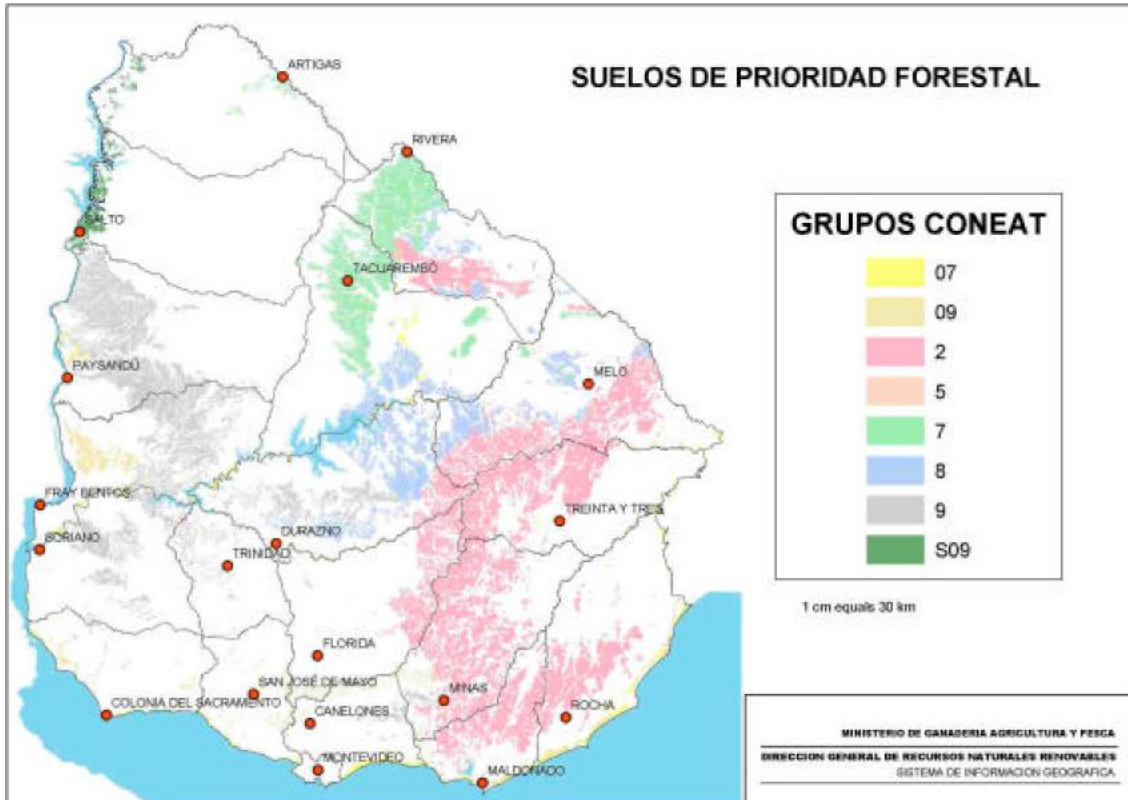 SUELOS DE PRIORIDAD FORESTAL
ARTIGAS
RIVERA
SALTO
TACUAREMBÓ
PAYSANDÚ
MELO
FRAY BENTOS
TREINTA Y TRES
SORIANO
DURAZNO
TRINIDAD
FLORIDA
SAN JOSÉ DE MAYO
MINAS
COLONIA DEL SACRAMENTO
CANELONES
ROCHA
MONTEVIDEO
MALDONADO
GRUPOS CONEAT
07
09
2
5
7
8
9
S09
1 cm equals 30 km
MINISTERIO DE GANADERIA AGRICULTURA Y PESCA
DIRECCION GENERAL DE RECURSOS NATURALES RENOVABLES
SISTEMA DE INFORMACION GEOGRAFICA